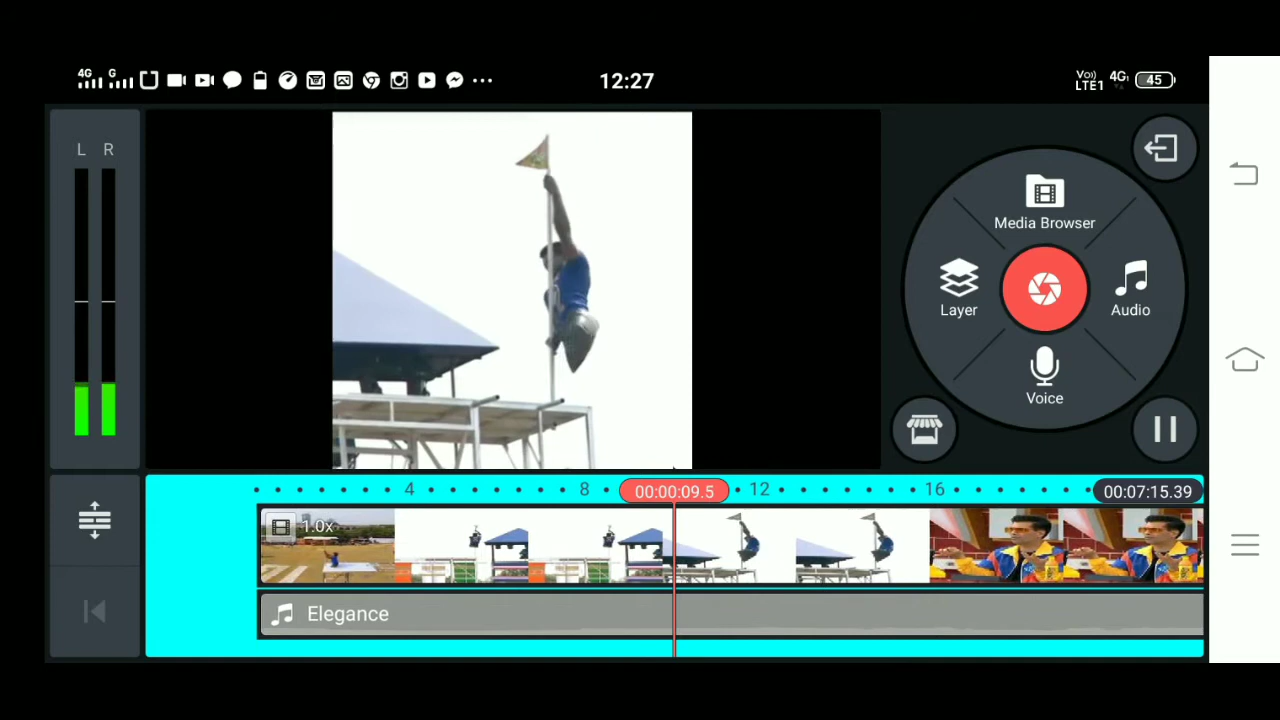 4G G 12:27 Vo) LTE1 4G 45
L R
Media Browser
Layer
Audio
Voice
4 8 00:00:09.5 12 16 00:07:15.39
1.0x
Elegance